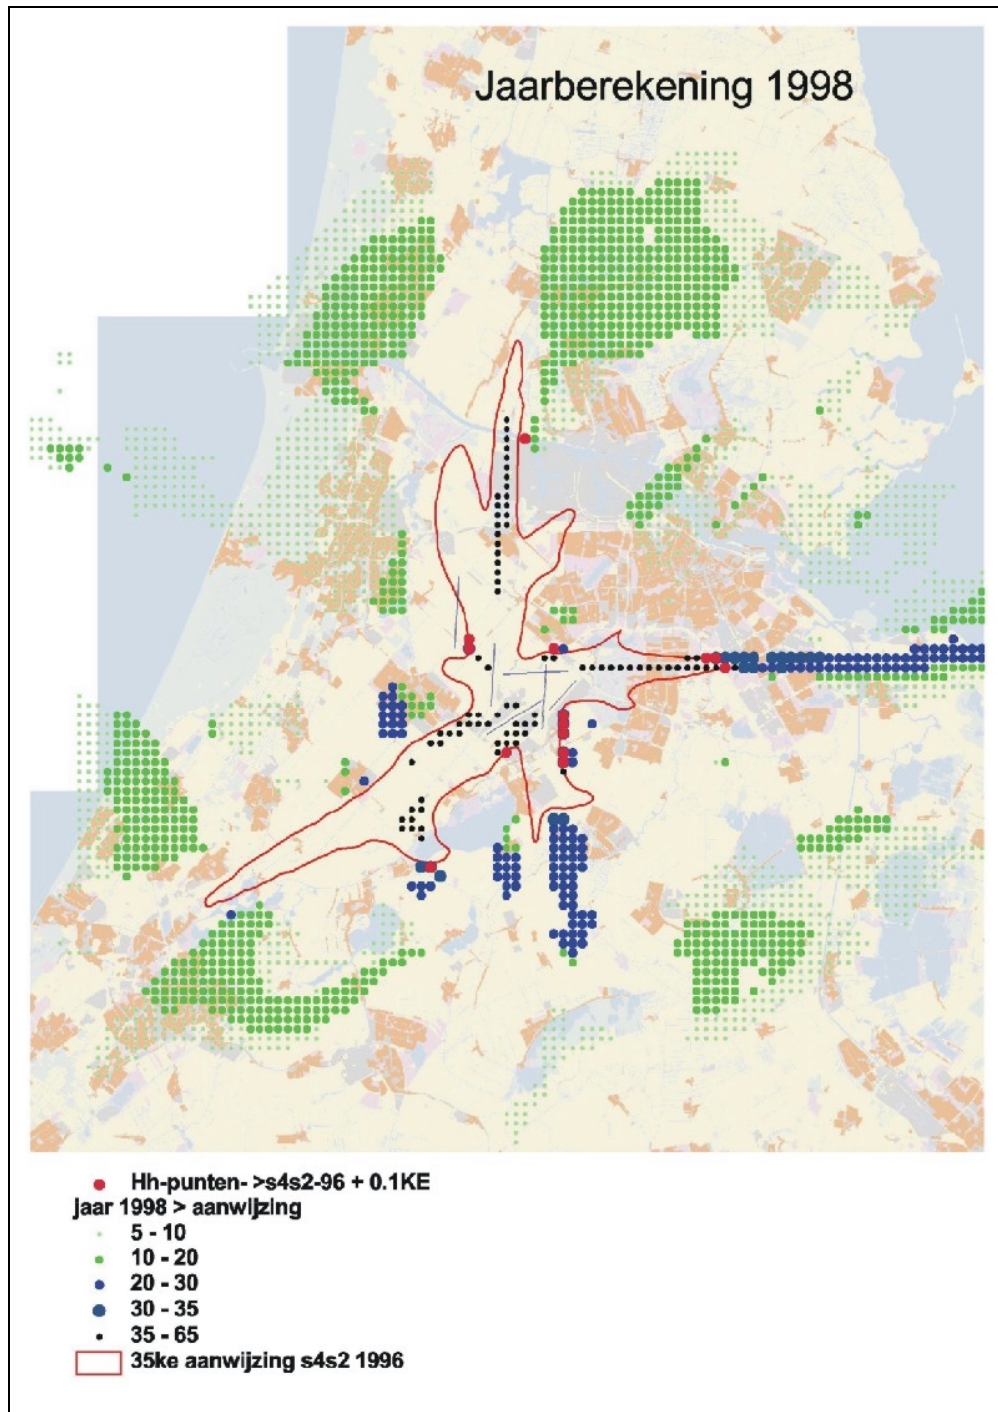 Jaarberekening 1998
Hh-punten- >s4s2-96 + 0.1KE
Jaar 1998 > aanwijzing
5 - 10
10 - 20
20 - 30
30 - 35
35 - 65
35ke aanwijzing s4s2 1996